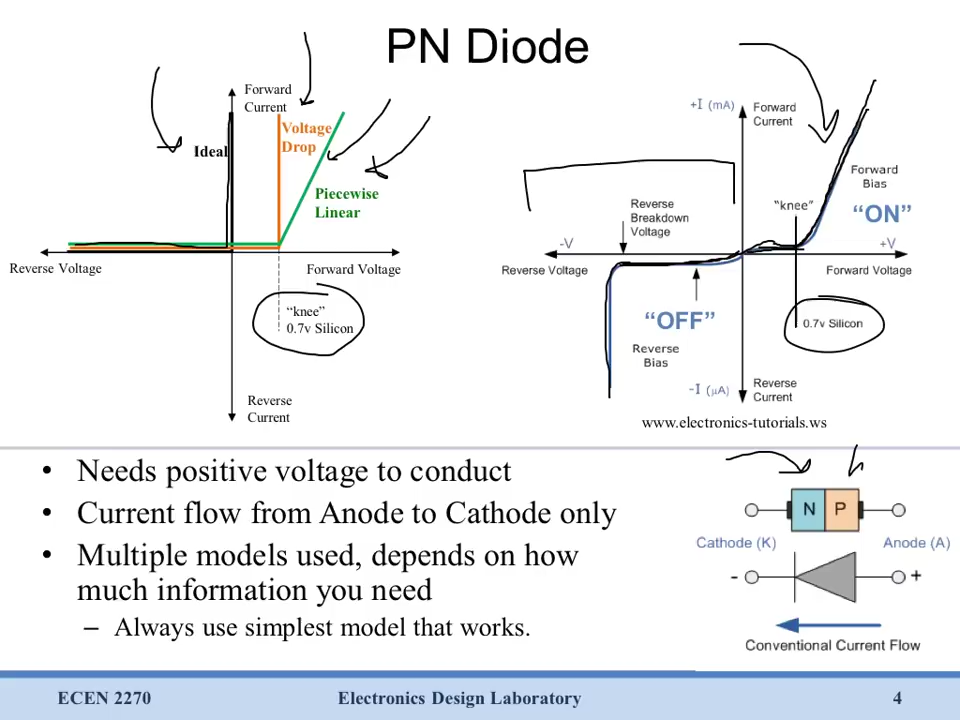 PN Diode
Forward
Current
Voltage
Drop
Ideal
Piecewise
Linear
Reverse Voltage
Forward Voltage
“knee”
0.7v Silicon
Reverse
Current
+I (mA)
Forward
Current
Forward
Bias
“ON”
“knee”
Reverse
Breakdown
Voltage
-V
+V
Reverse Voltage
Forward Voltage
“OFF”
0.7v Silicon
Reverse
Bias
-I (μA)
Reverse
Current
www.electronics-tutorials.ws
• Needs positive voltage to conduct
• Current flow from Anode to Cathode only
• Multiple models used, depends on how
much information you need
– Always use simplest model that works.
N P
Cathode (K)
Anode (A)
- +
Conventional Current Flow
ECEN 2270
Electronics Design Laboratory
4